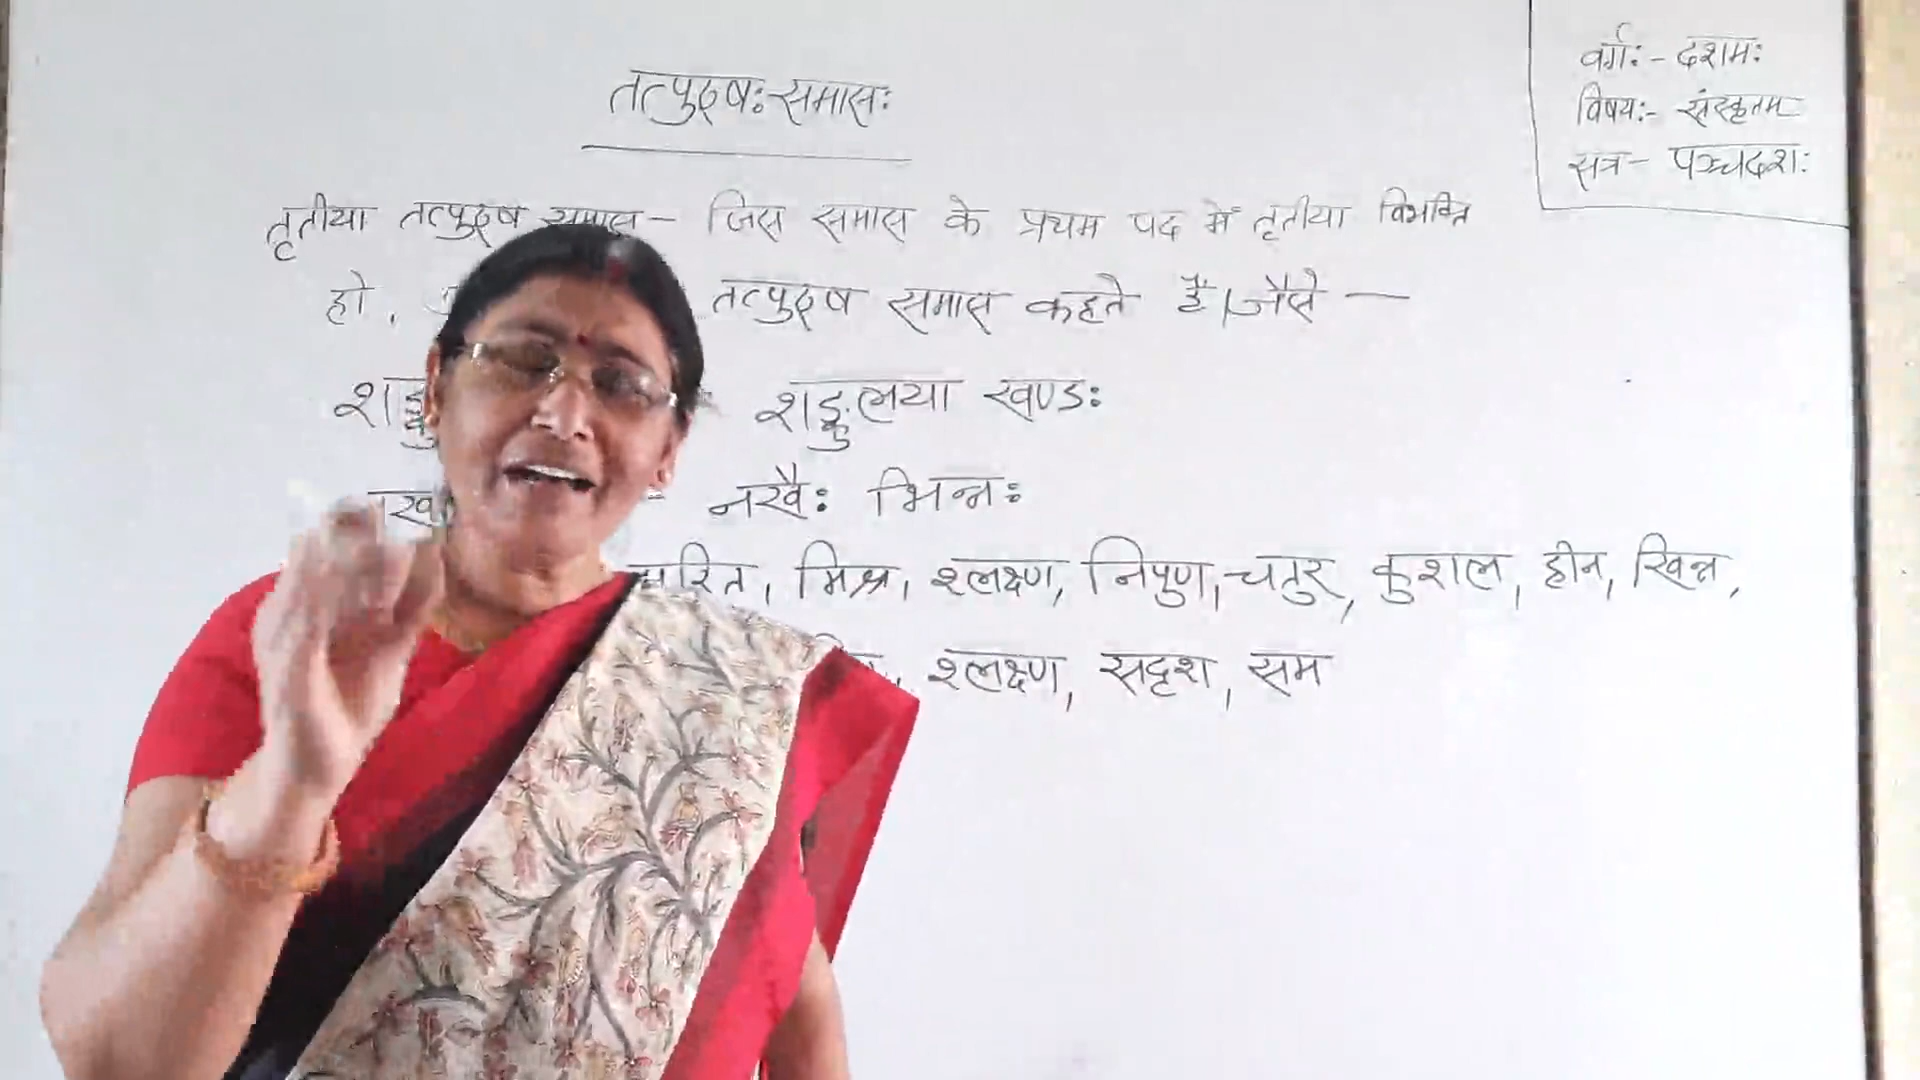 तत्पुरुषः समासः
वर्गः - दशमः
विषयः - संस्कृतम्
सत्र - पञ्चदशः
तृतीया तत्पुरुष समास - जिस समास के प्रथम पद में तृतीया विभक्ति
हो, तत्पुरुष समास कहते हैं। जैसे —
शङ्कुलया खण्डः
नखैः भिन्नः
मिश्र, श्लक्ष्ण, निपुण, चतुर, कुशल, हीन, खिन्न,
श्लक्ष्ण, सदृश, सम